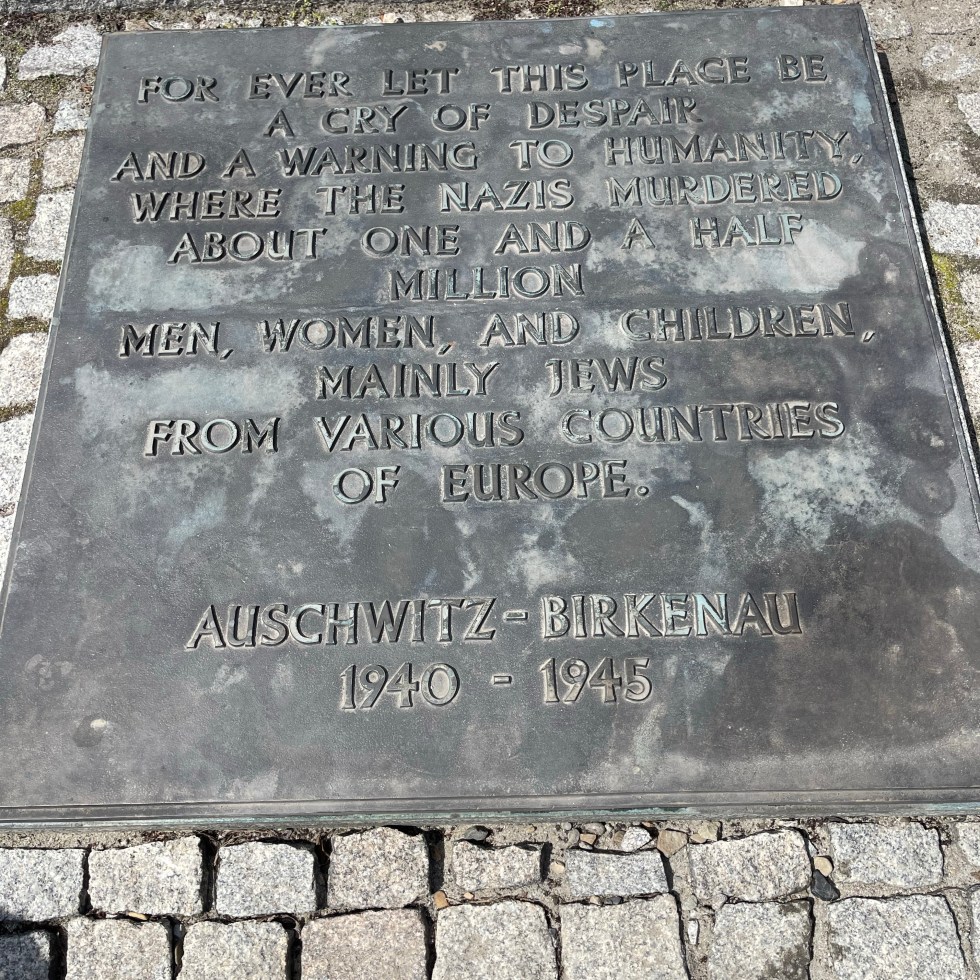 FOR EVER LET THIS PLACE BE
A CRY OF DESPAIR
AND A WARNING TO HUMANITY,
WHERE THE NAZIS MURDERED
ABOUT ONE AND A HALF
MILLION
MEN, WOMEN, AND CHILDREN,
MAINLY JEWS
FROM VARIOUS COUNTRIES
OF EUROPE.
AUSCHWITZ-BIRKENAU
1940 - 1945